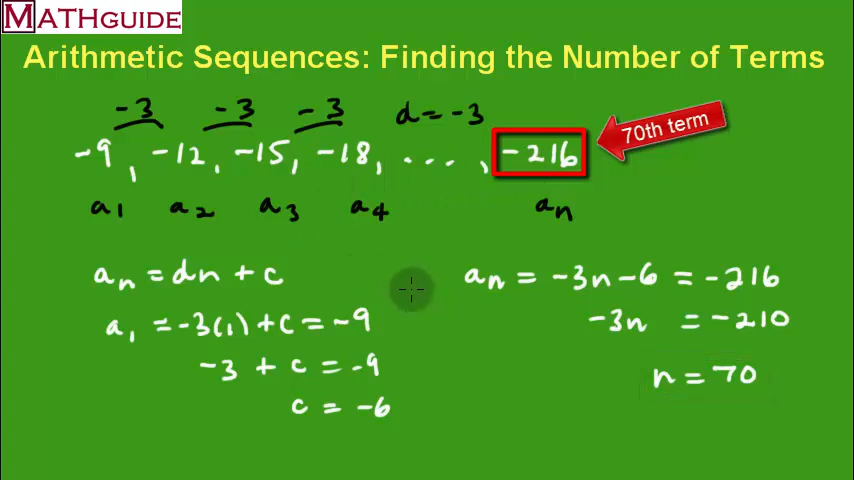 MATHGUIDE
Arithmetic Sequences: Finding the Number of Terms
-3 -3 -3 d = -3
70th term
-9, -12, -15, -18, ...., -216
a1 a2 a3 a4 an
an = dn + c
a1 = -3(1) + c = -9
-3 + c = -9
c = -6
an = -3n - 6 = -216
-3n = -210
n = 70